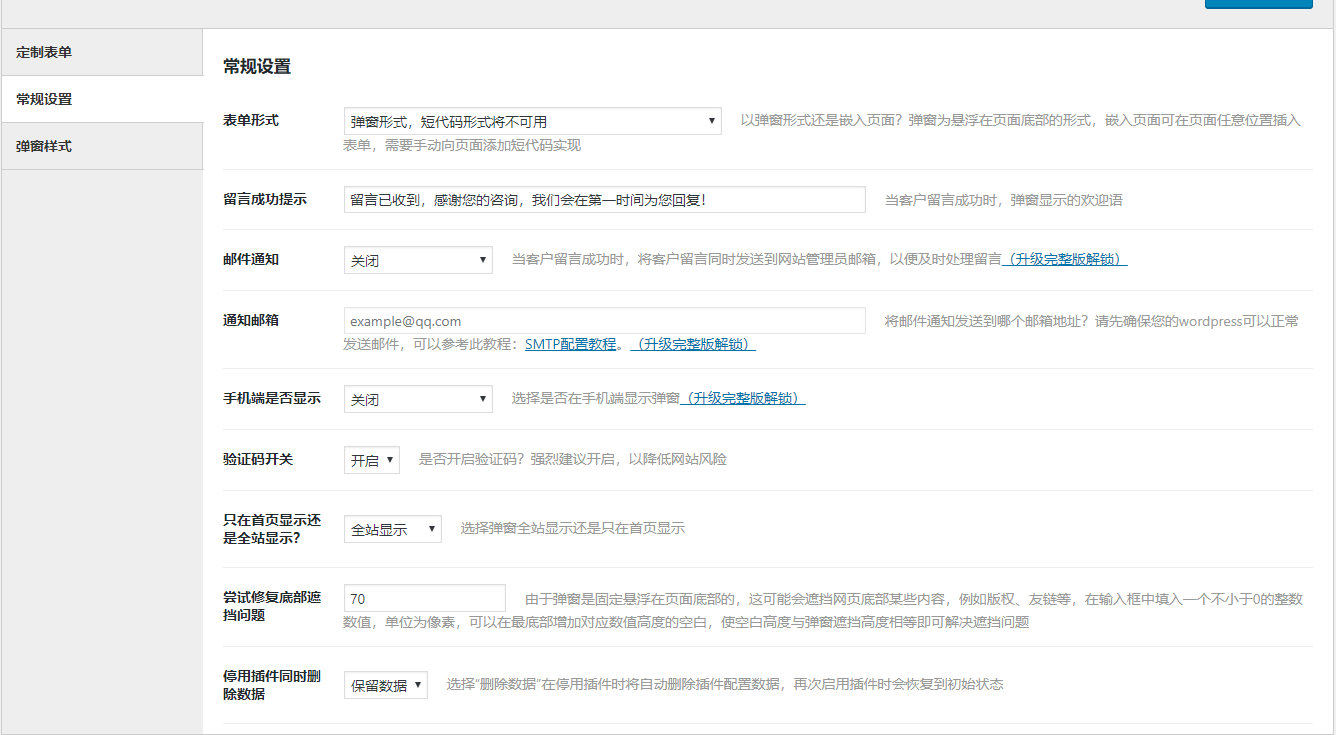 定制表单
常规设置
弹窗样式
常规设置
表单形式
弹窗形式，短代码形式将不可用
以弹窗形式还是嵌入页面？弹窗为悬浮在页面底部的形式，嵌入页面可在页面任意位置插入
表单，需要手动向页面添加短代码实现
留言成功提示
留言已收到，感谢您的咨询，我们会在第一时间为您回复！
当客户留言成功时，弹窗显示的欢迎语
邮件通知
关闭
当客户留言成功时，将客户留言同时发送到网站管理员邮箱，以便及时处理留言（升级完整版解锁）
通知邮箱
example@qq.com
将邮件通知发送到哪个邮箱地址？请先确保您的wordpress可以正常
发送邮件，可以参考此教程：SMTP配置教程。（升级完整版解锁）
手机端是否显示
关闭
选择是否在手机端显示弹窗（升级完整版解锁）
验证码开关
开启
是否开启验证码？强烈建议开启，以降低网站风险
只在首页显示还
是全站显示？
全站显示
选择弹窗全站显示还是只在首页显示
尝试修复底部遮
挡问题
70
由于弹窗是固定悬浮在页面底部的，这可能会遮挡网页底部某些内容，例如版权、友链等，在输入框中填入一个不小于0的整数
数值，单位为像素，可以在最底部增加对应数值高度的空白，使空白高度与弹窗遮挡高度相等即可解决遮挡问题
停用插件同时删
除数据
保留数据
选择"删除数据"在停用插件时将自动删除插件配置数据，再次启用插件时会恢复到初始状态